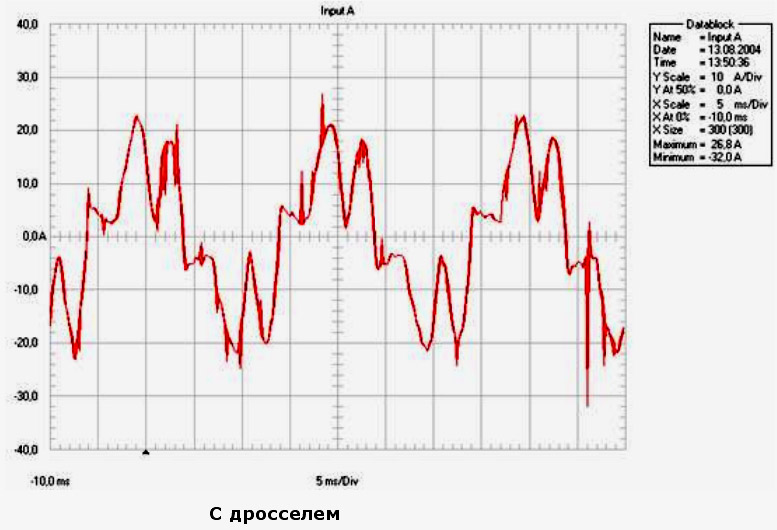 Input A
40,0
30,0
20,0
10,0
0,0 A
-10,0
-20,0
-30,0
-40,0
-10,0 ms
5 ms/Div
Datablock
Name = Input A
Date = 13.08.2004
Time = 13:50:36
Y Scale = 10 A/Div
Y At 50% = 0,0 A
X Scale = 5 ms/Div
X At 0% = -10,0 ms
X Size = 300 (300)
Maximum = 26,8 A
Minimum = -32,0 A
С дросселем